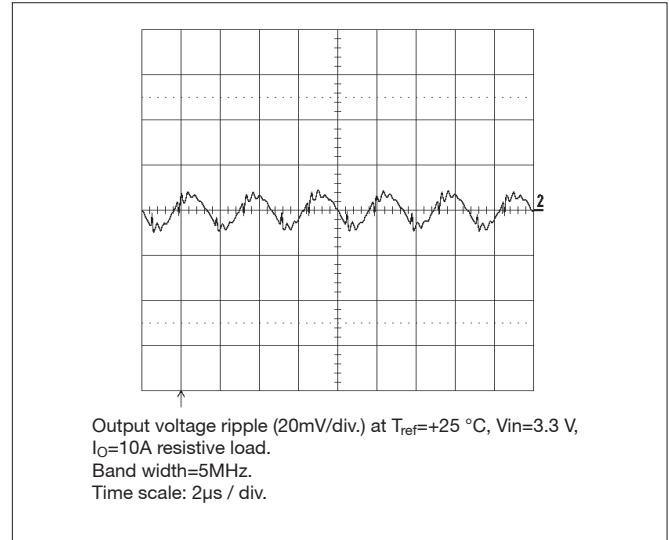 2
Output voltage ripple (20mV/div.) at Tref=+25 °C, Vin=3.3 V,
IO=10A resistive load.
Band width=5MHz.
Time scale: 2µs / div.